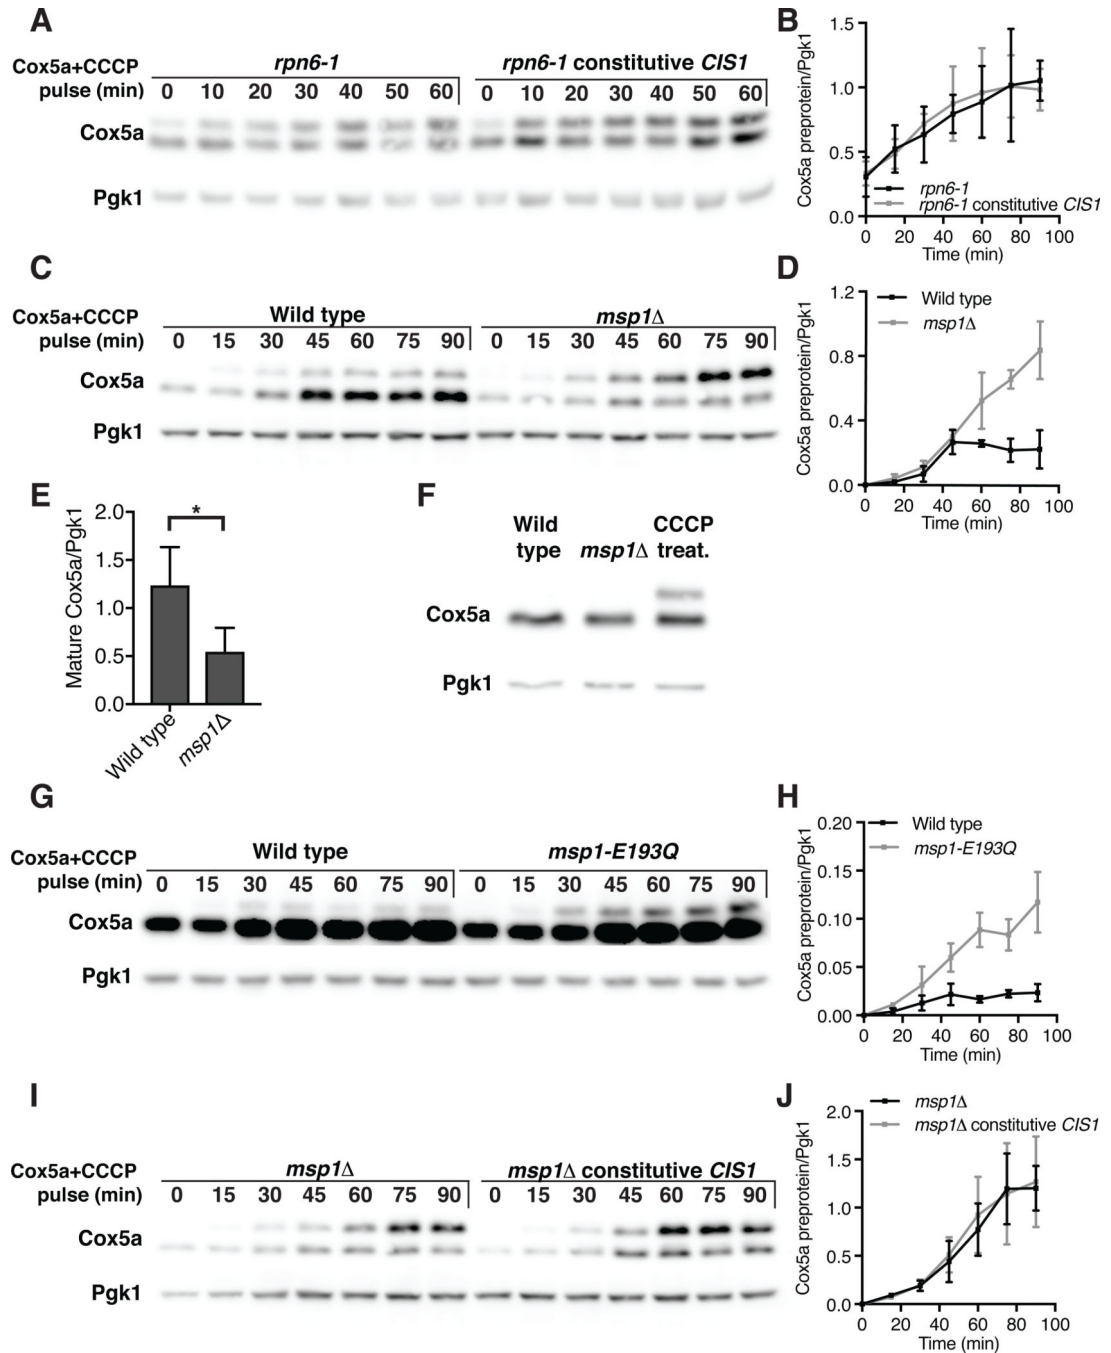 A
Cox5a+CCCP
pulse (min)
rpn6-1
rpn6-1 constitutive CIS1
0 10 20 30 40 50 60 0 10 20 30 40 50 60
Cox5a
Pgk1
B
Cox5a preprotein/Pgk1
1.5
1.0
0.5
0.0
rpn6-1
rpn6-1 constitutive CIS1
0 20 40 60 80 100
Time (min)
C
Cox5a+CCCP
pulse (min)
Wild type
msp1Δ
0 15 30 45 60 75 90 0 15 30 45 60 75 90
Cox5a
Pgk1
D
Cox5a preprotein/Pgk1
1.2
0.8
0.4
0.0
Wild type
msp1Δ
0 20 40 60 80 100
Time (min)
E
Mature Cox5a/Pgk1
2.0
1.5
1.0
0.5
0.0
*
Wild type
msp1Δ
F
Wild
type
msp1Δ
CCCP
treat.
Cox5a
Pgk1
G
Cox5a+CCCP
pulse (min)
Wild type
msp1-E193Q
0 15 30 45 60 75 90 0 15 30 45 60 75 90
Cox5a
Pgk1
H
Cox5a preprotein/Pgk1
0.20
0.15
0.10
0.05
0.00
Wild type
msp1-E193Q
0 20 40 60 80 100
Time (min)
I
Cox5a+CCCP
pulse (min)
msp1Δ
msp1Δ constitutive CIS1
0 15 30 45 60 75 90 0 15 30 45 60 75 90
Cox5a
Pgk1
J
Cox5a preprotein/Pgk1
2.0
1.5
1.0
0.5
0.0
msp1Δ
msp1Δ constitutive CIS1
0 20 40 60 80 100
Time (min)